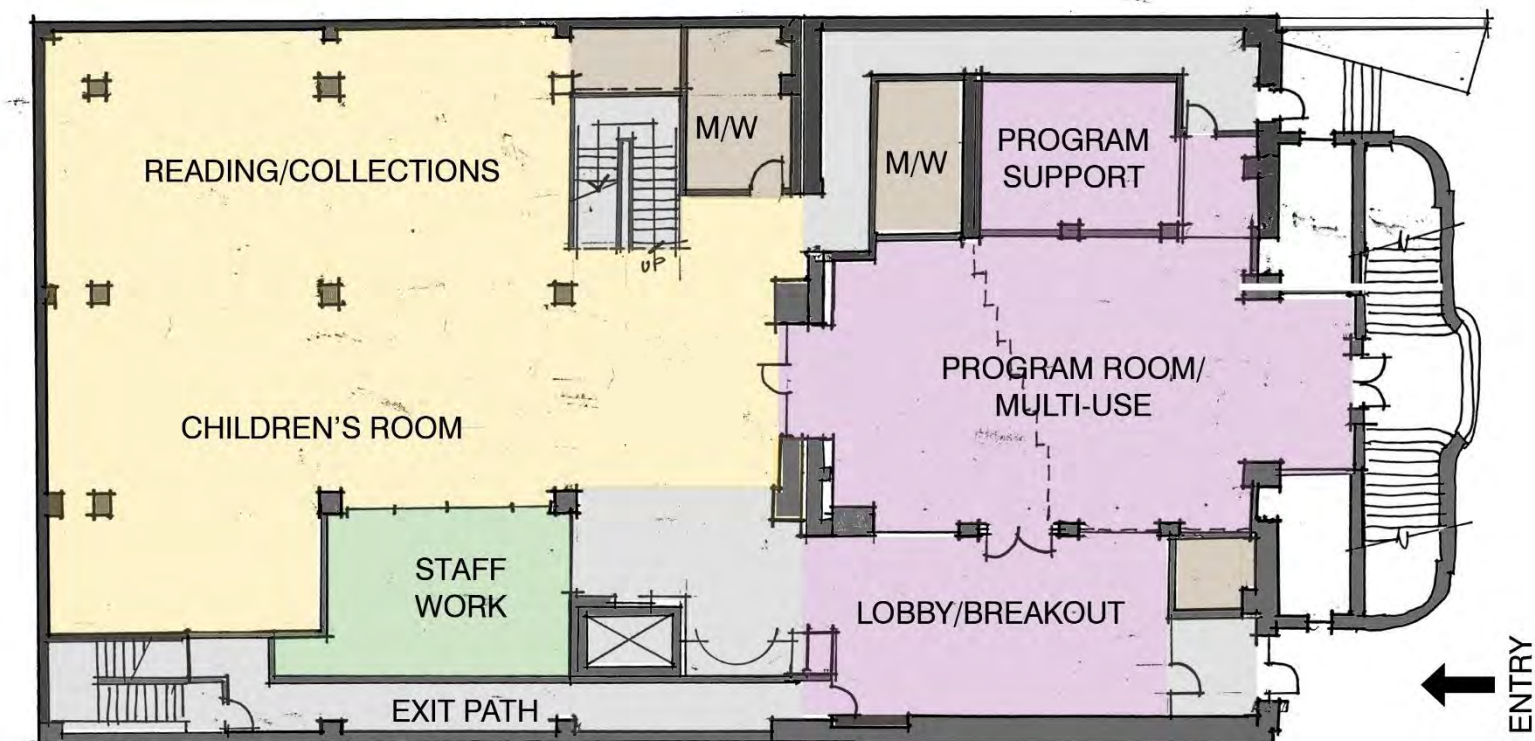 M/W
READING/COLLECTIONS
M/W
PROGRAM
SUPPORT
UP
PROGRAM ROOM/
MULTI-USE
CHILDREN'S ROOM
STAFF
WORK
LOBBY/BREAKOUT
EXIT PATH
ENTRY